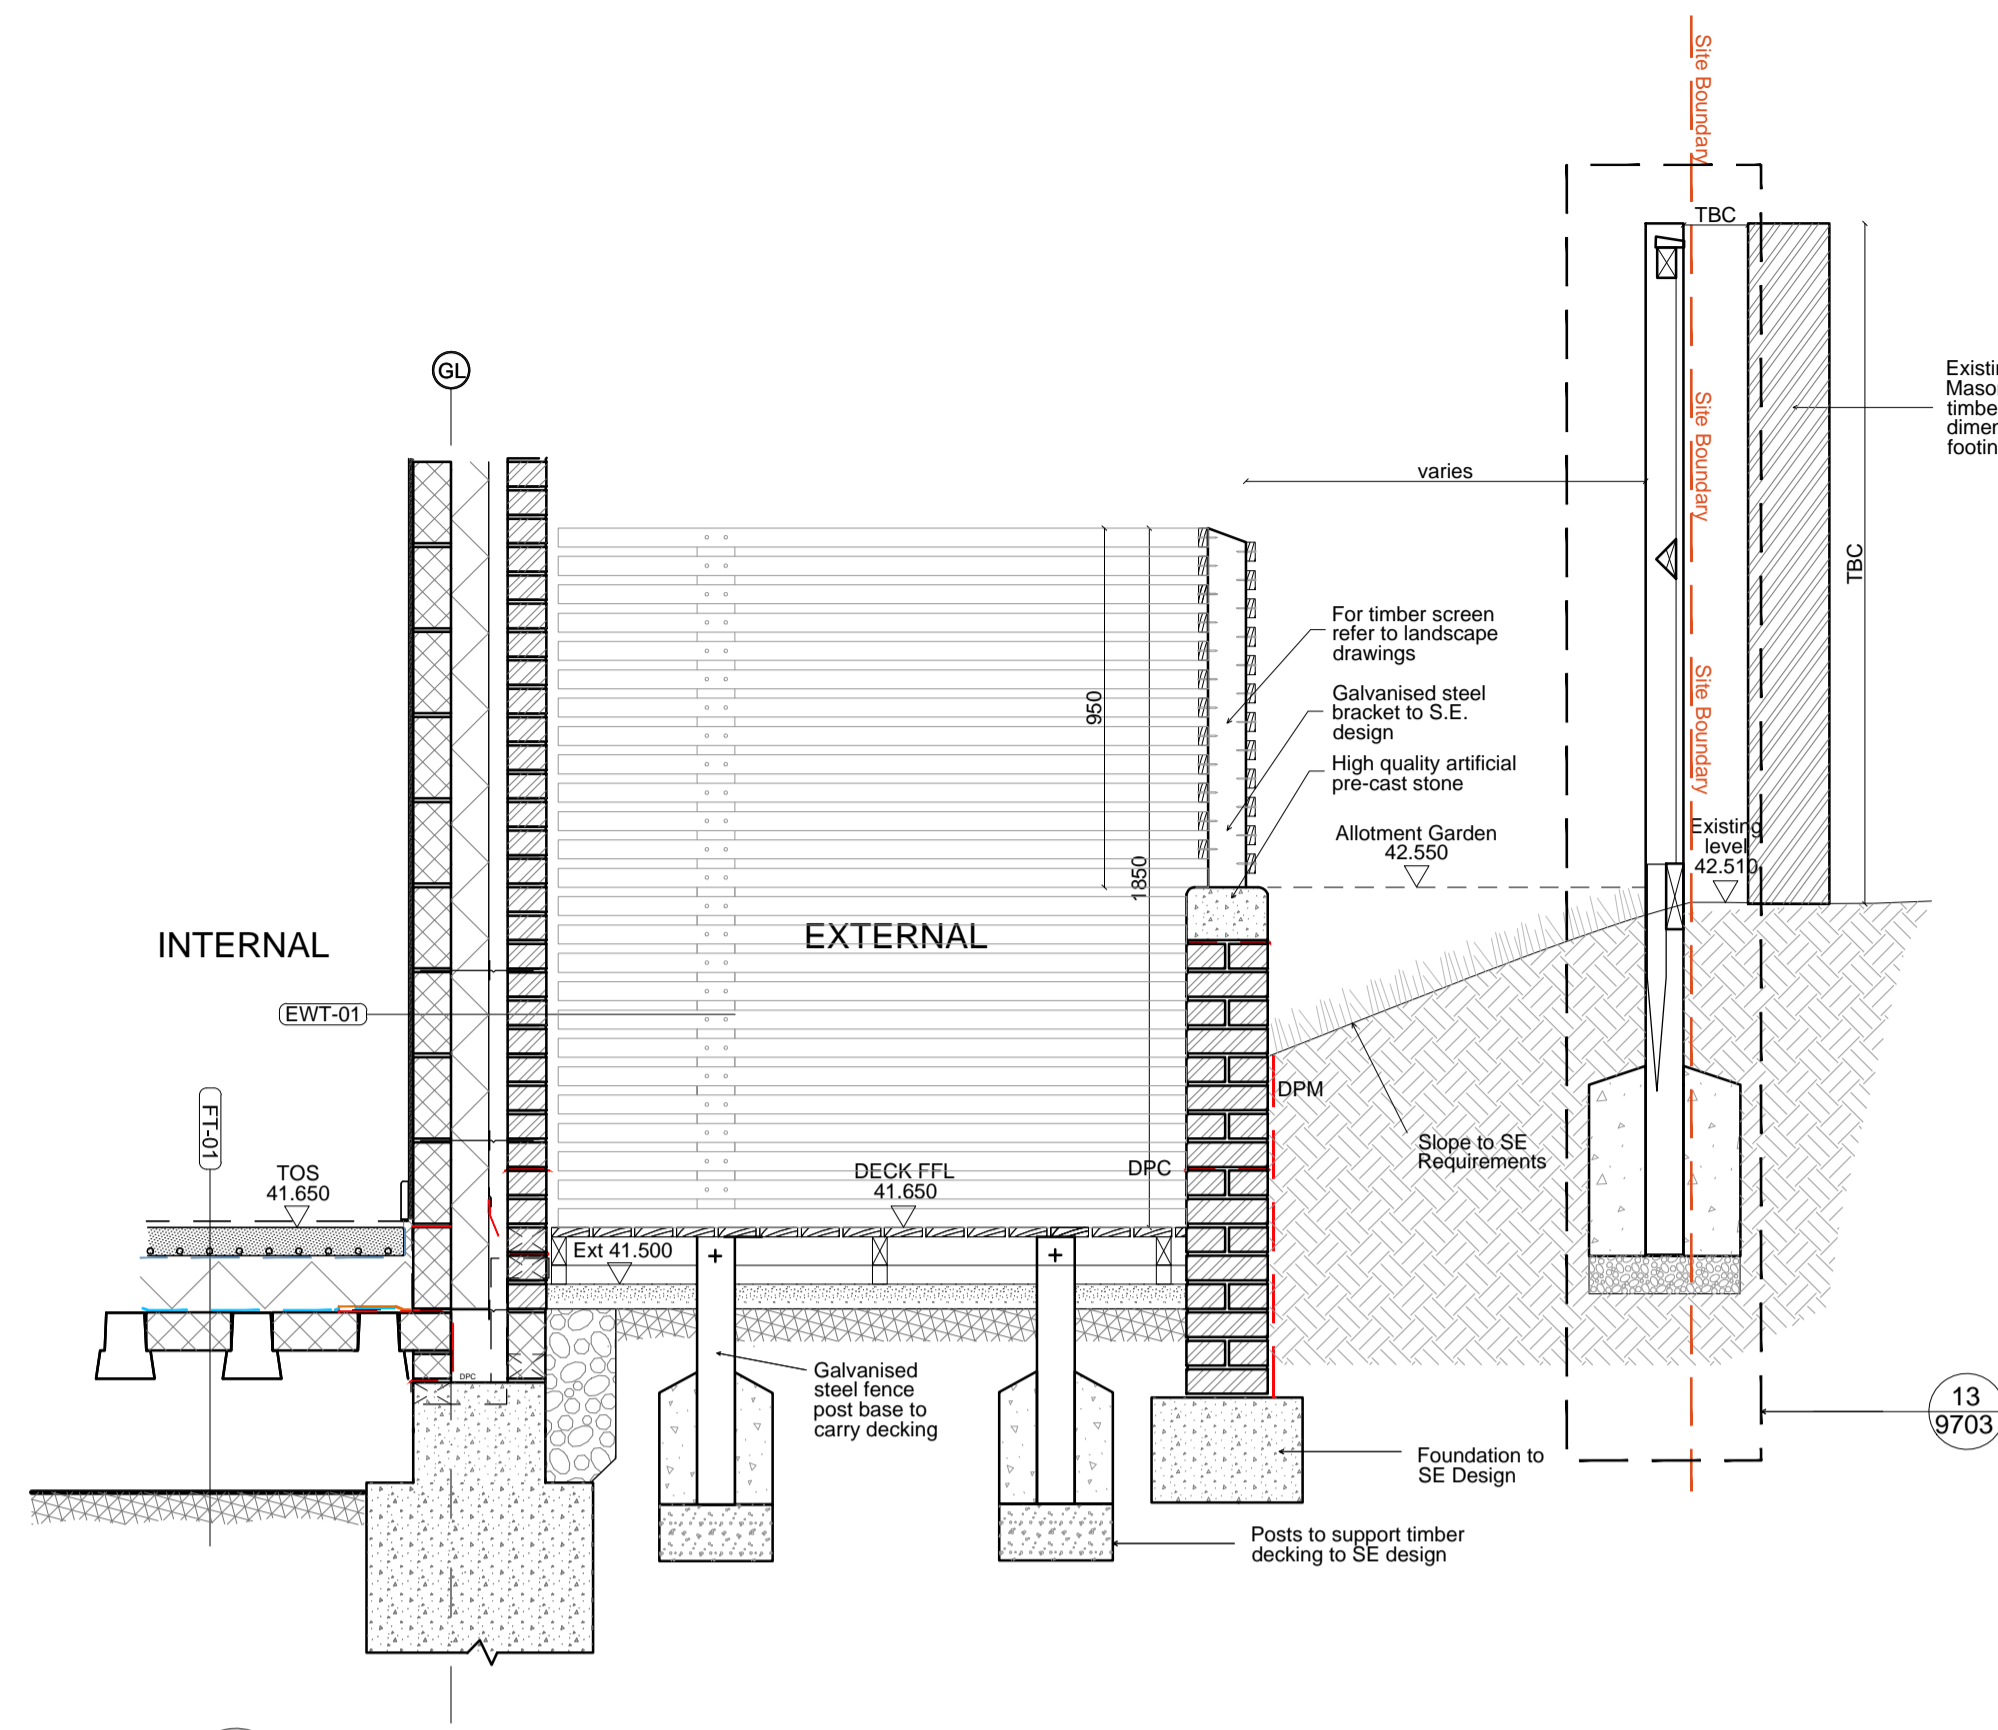 Site Boundary
TBC
GL
Existin
Mason
timbe
dimen
footin
varies
Site Boundary
TBC
For timber screen
refer to landscape
drawings
Galvanised steel
bracket to S.E.
design
950
High quality artificial
pre-cast stone
Site Boundary
Allotment Garden
42.550
Existing
level
42.510
1850
INTERNAL
EXTERNAL
EWT-01
FT-01
DPM
Slope to SE
Requirements
TOS
41.650
DECK FFL
41.650
DPC
Ext 41.500
DPC
Galvanised
steel fence
post base to
carry decking
13
9703
Foundation to
SE Design
Posts to support timber
decking to SE design